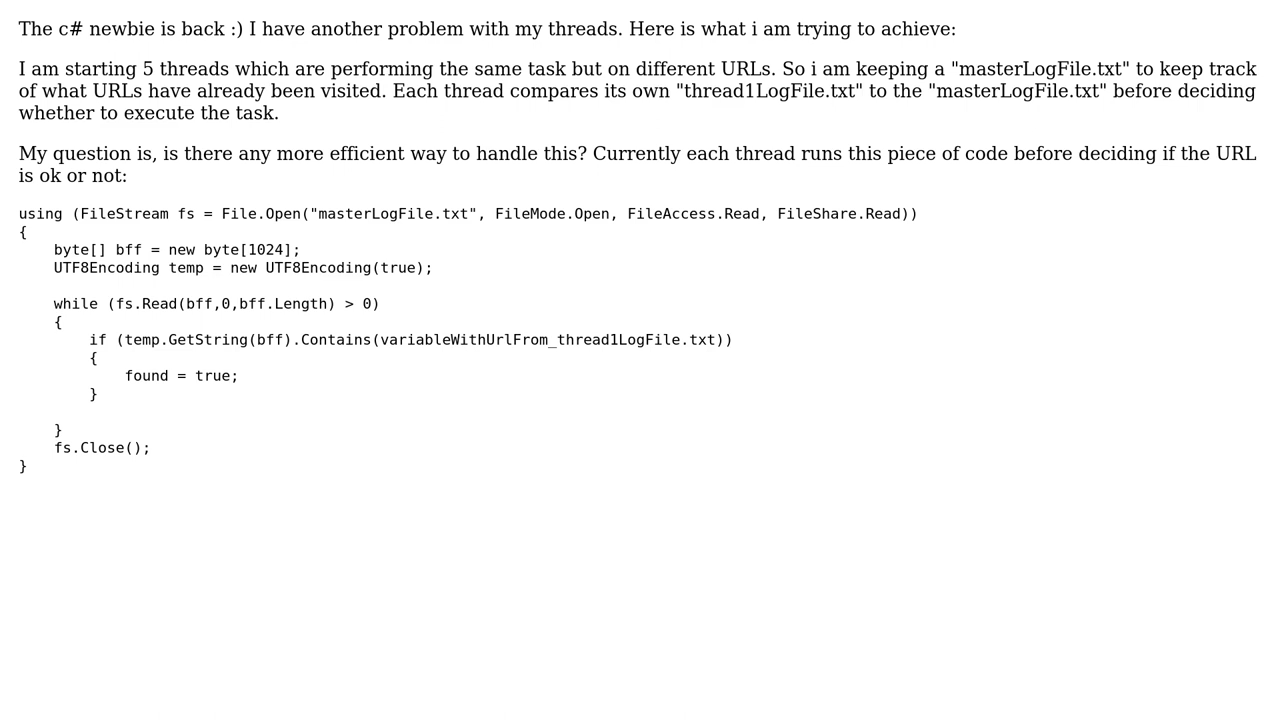 The c# newbie is back :) I have another problem with my threads. Here is what i am trying to achieve:
I am starting 5 threads which are performing the same task but on different URLs. So i am keeping a "masterLogFile.txt" to keep track
of what URLs have already been visited. Each thread compares its own "thread1LogFile.txt" to the "masterLogFile.txt" before deciding
whether to execute the task.
My question is, is there any more efficient way to handle this? Currently each thread runs this piece of code before deciding if the URL
is ok or not:
using (FileStream fs = File.Open("masterLogFile.txt", FileMode.Open, FileAccess.Read, FileShare.Read))
{
    byte[] bff = new byte[1024];
    UTF8Encoding temp = new UTF8Encoding(true);
    while (fs.Read(bff,0,bff.Length) > 0)
    {
        if (temp.GetString(bff).Contains(variableWithUrlFrom_thread1LogFile.txt))
        {
            found = true;
        }
    }
    fs.Close();
}